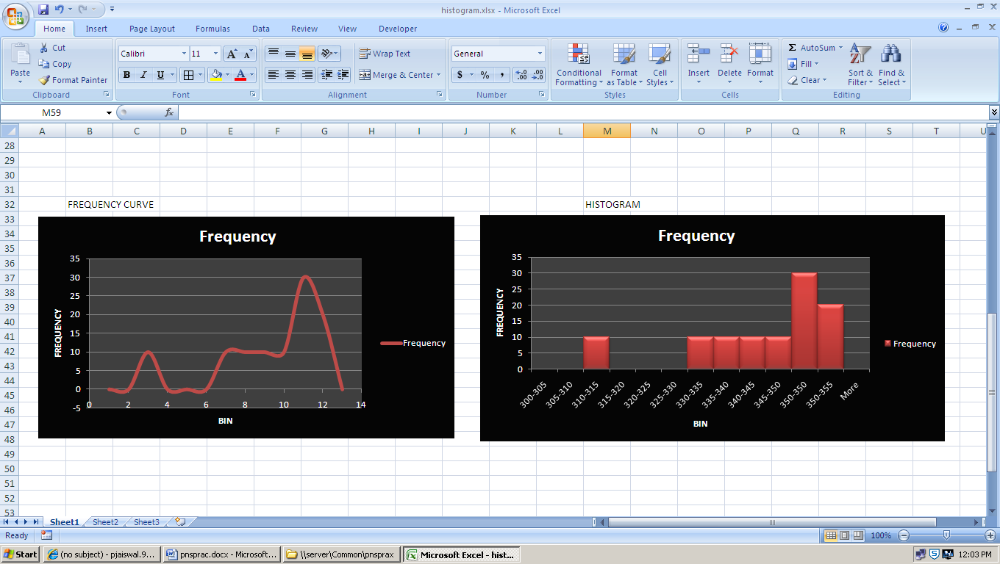 histogram.xlsx - Microsoft Excel
Home Insert Page Layout Formulas Data Review View Developer
Paste
Cut
Copy
Format Painter
Clipboard
Calibri 11
B I U
Font
Wrap Text
Merge & Center
Alignment
General
$ % ,
Number
Conditional Formatting
Format as Table
Cell Styles
Styles
Insert Delete Format
Cells
Σ AutoSum
Fill
Clear
Sort & Filter
Find & Select
Editing
M59
fx
A B C D E F G H I J K L M N O P Q R S T U
28
29
30
31
32
33
34
35
36
37
38
39
40
41
42
43
44
45
46
47
48
49
50
51
52
53
FREQUENCY CURVE
Frequency
FREQUENCY
35
30
25
20
15
10
5
0
-5
0 2 4 6 8 10 12 14
BIN
Frequency
HISTOGRAM
Frequency
FREQUENCY
35
30
25
20
15
10
5
0
300-305 305-310 310-315 315-320 320-325 325-330 330-335 335-340 340-345 345-350 350-350 350-355 More
BIN
Frequency
Sheet1 Sheet2 Sheet3
Ready
100%
Start
(no subject) - pjaiswal.9...
pnsprac.docx - Microsoft...
\\server\Common\pnsprax
Microsoft Excel - hist...
12:03 PM